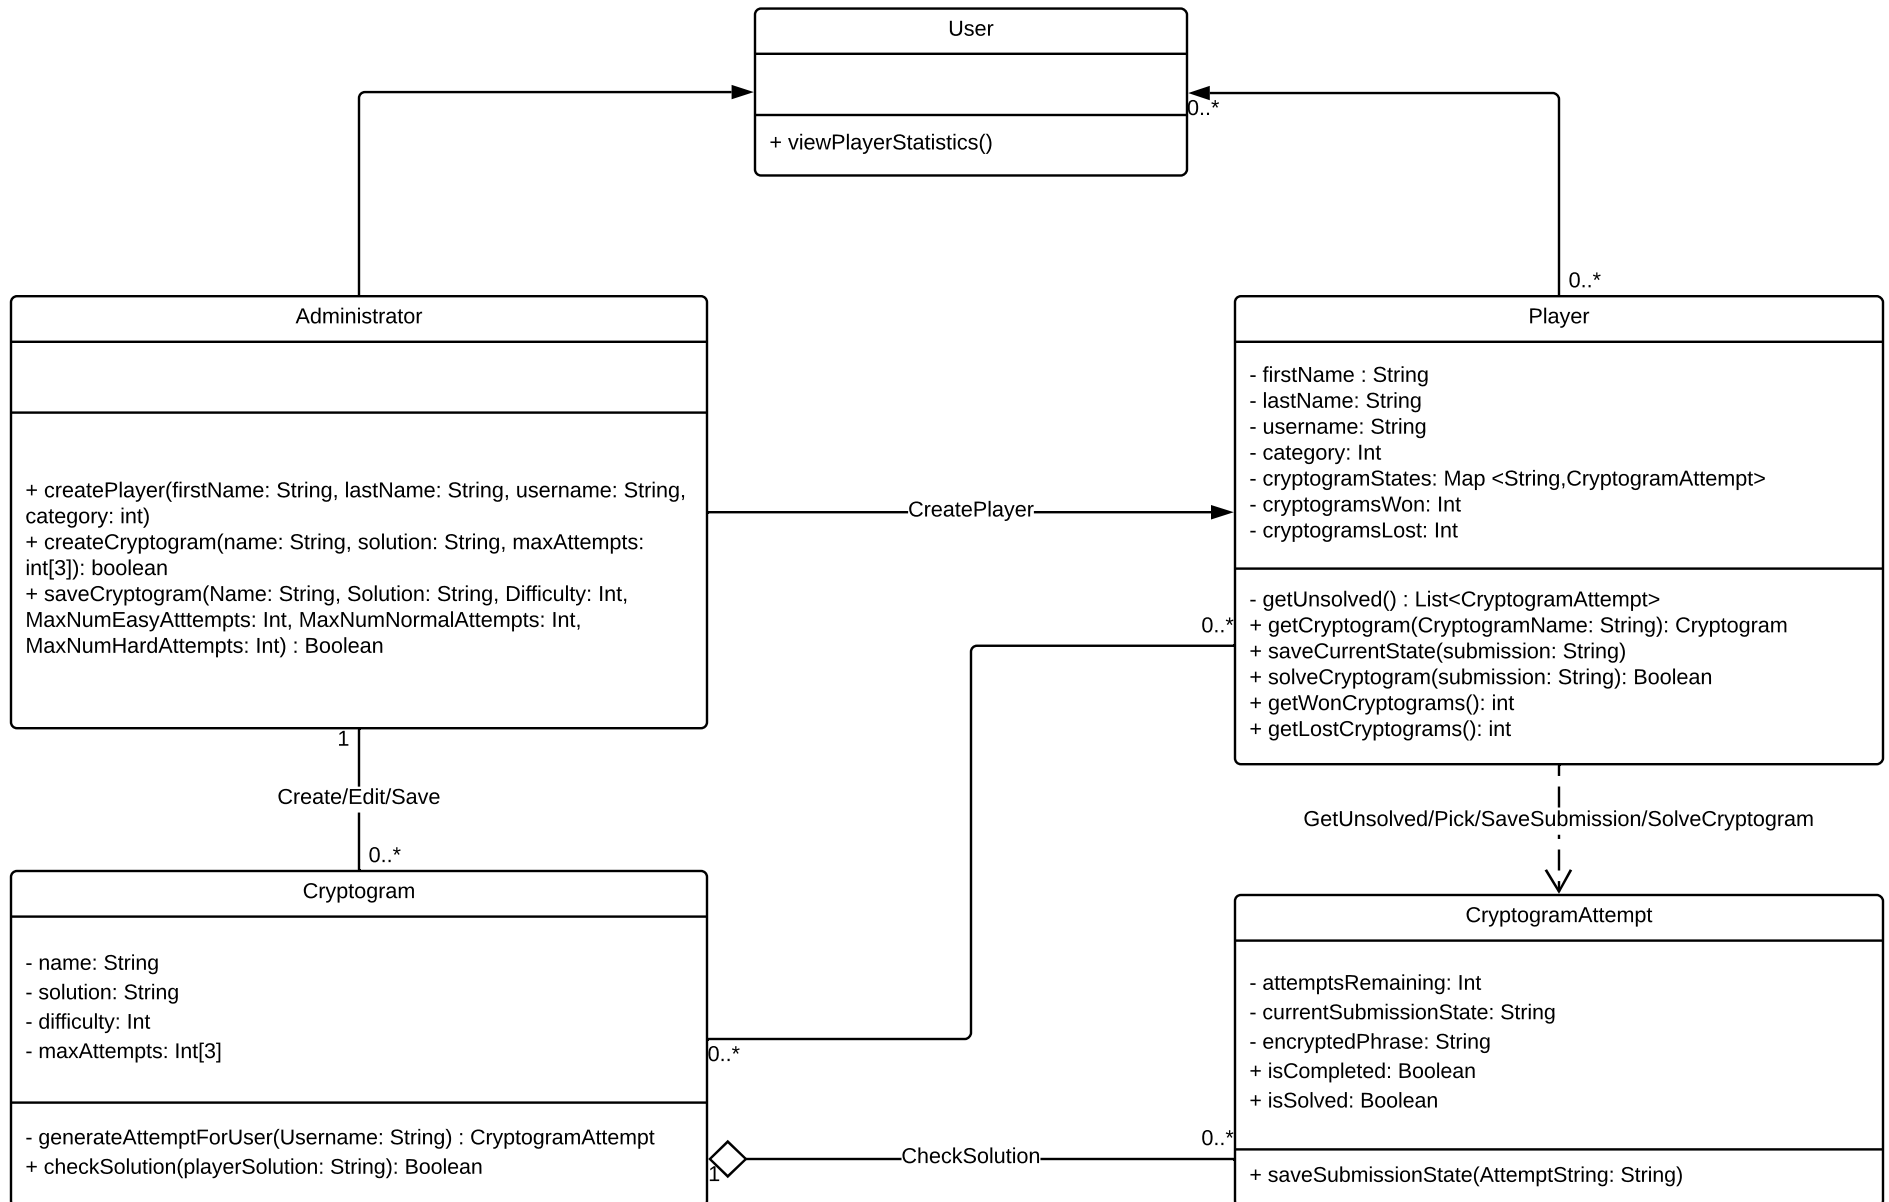 User
0..*
+ viewPlayerStatistics()
0..*
Administrator
+ createPlayer(firstName: String, lastName: String, username: String,
category: int)
+ createCryptogram(name: String, solution: String, maxAttempts:
int[3]): boolean
+ saveCryptogram(Name: String, Solution: String, Difficulty: Int,
MaxNumEasyAtttempts: Int, MaxNumNormalAttempts: Int,
MaxNumHardAttempts: Int) : Boolean
CreatePlayer
Player
- firstName : String
- lastName: String
- username: String
- category: Int
- cryptogramStates: Map <String,CryptogramAttempt>
- cryptogramsWon: Int
- cryptogramsLost: Int
- getUnsolved() : List<CryptogramAttempt>
+ getCryptogram(CryptogramName: String): Cryptogram
+ saveCurrentState(submission: String)
+ solveCryptogram(submission: String): Boolean
+ getWonCryptograms(): int
+ getLostCryptograms(): int
0..*
1
Create/Edit/Save
0..*
GetUnsolved/Pick/SaveSubmission/SolveCryptogram
Cryptogram
- name: String
- solution: String
- difficulty: Int
- maxAttempts: Int[3]
- generateAttemptForUser(Username: String) : CryptogramAttempt
+ checkSolution(playerSolution: String): Boolean
0..*
1
CheckSolution
0..*
CryptogramAttempt
- attemptsRemaining: Int
- currentSubmissionState: String
- encryptedPhrase: String
+ isCompleted: Boolean
+ isSolved: Boolean
+ saveSubmissionState(AttemptString: String)